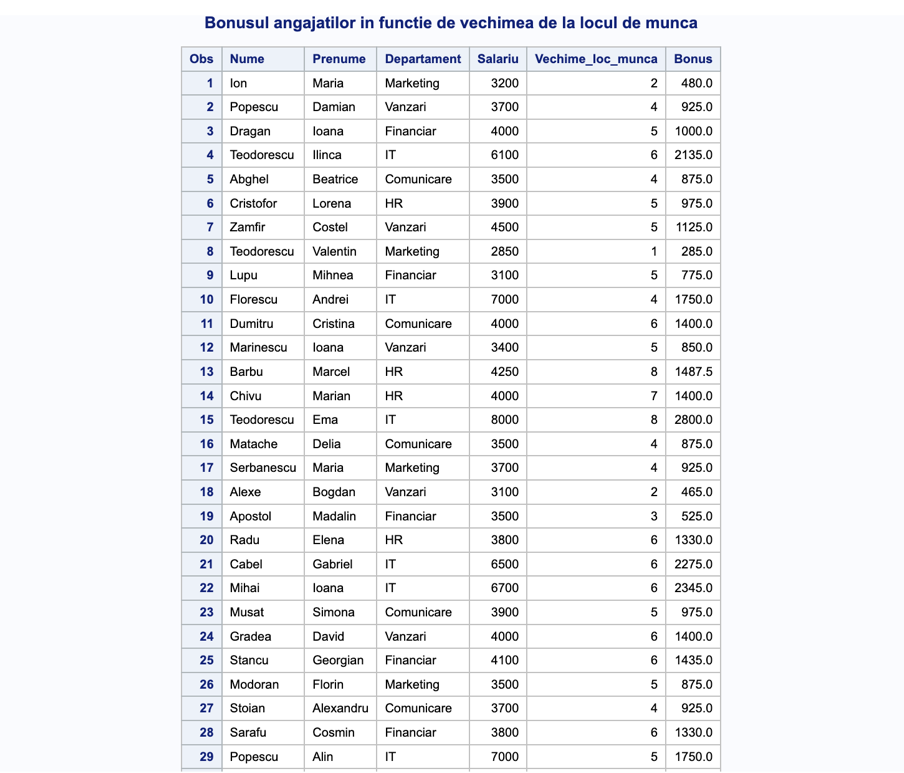 Bonusul angajatilor in functie de vechimea de la locul de munca
Obs Nume Prenume Departament Salariu Vechime_loc_munca Bonus
1 Ion Maria Marketing 3200 2 480.0
2 Popescu Damian Vanzari 3700 4 925.0
3 Dragan Ioana Financiar 4000 5 1000.0
4 Teodorescu Ilinca IT 6100 6 2135.0
5 Abghel Beatrice Comunicare 3500 4 875.0
6 Cristofor Lorena HR 3900 5 975.0
7 Zamfir Costel Vanzari 4500 5 1125.0
8 Teodorescu Valentin Marketing 2850 1 285.0
9 Lupu Mihnea Financiar 3100 5 775.0
10 Florescu Andrei IT 7000 4 1750.0
11 Dumitru Cristina Comunicare 4000 6 1400.0
12 Marinescu Ioana Vanzari 3400 5 850.0
13 Barbu Marcel HR 4250 8 1487.5
14 Chivu Marian HR 4000 7 1400.0
15 Teodorescu Ema IT 8000 8 2800.0
16 Matache Delia Comunicare 3500 4 875.0
17 Serbanescu Maria Marketing 3700 4 925.0
18 Alexe Bogdan Vanzari 3100 2 465.0
19 Apostol Madalin Financiar 3500 3 525.0
20 Radu Elena HR 3800 6 1330.0
21 Cabel Gabriel IT 6500 6 2275.0
22 Mihai Ioana IT 6700 6 2345.0
23 Musat Simona Comunicare 3900 5 975.0
24 Gradea David Vanzari 4000 6 1400.0
25 Stancu Georgian Financiar 4100 6 1435.0
26 Modoran Florin Marketing 3500 5 875.0
27 Stoian Alexandru Comunicare 3700 4 925.0
28 Sarafu Cosmin Financiar 3800 6 1330.0
29 Popescu Alin IT 7000 5 1750.0